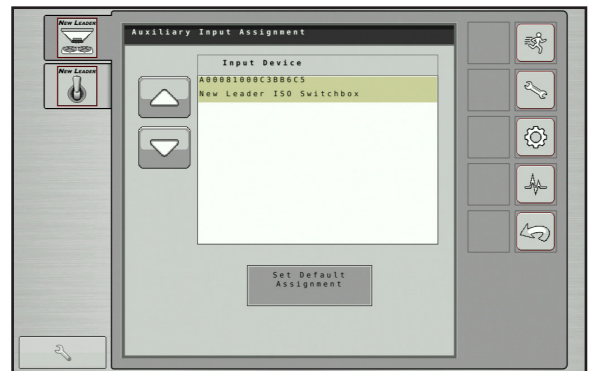 NEW LEADER
NEW LEADER
Auxiliary Input Assignment
Input Device
A00081000C3BB6C5
New Leader ISO Switchbox
Set Default
Assignment